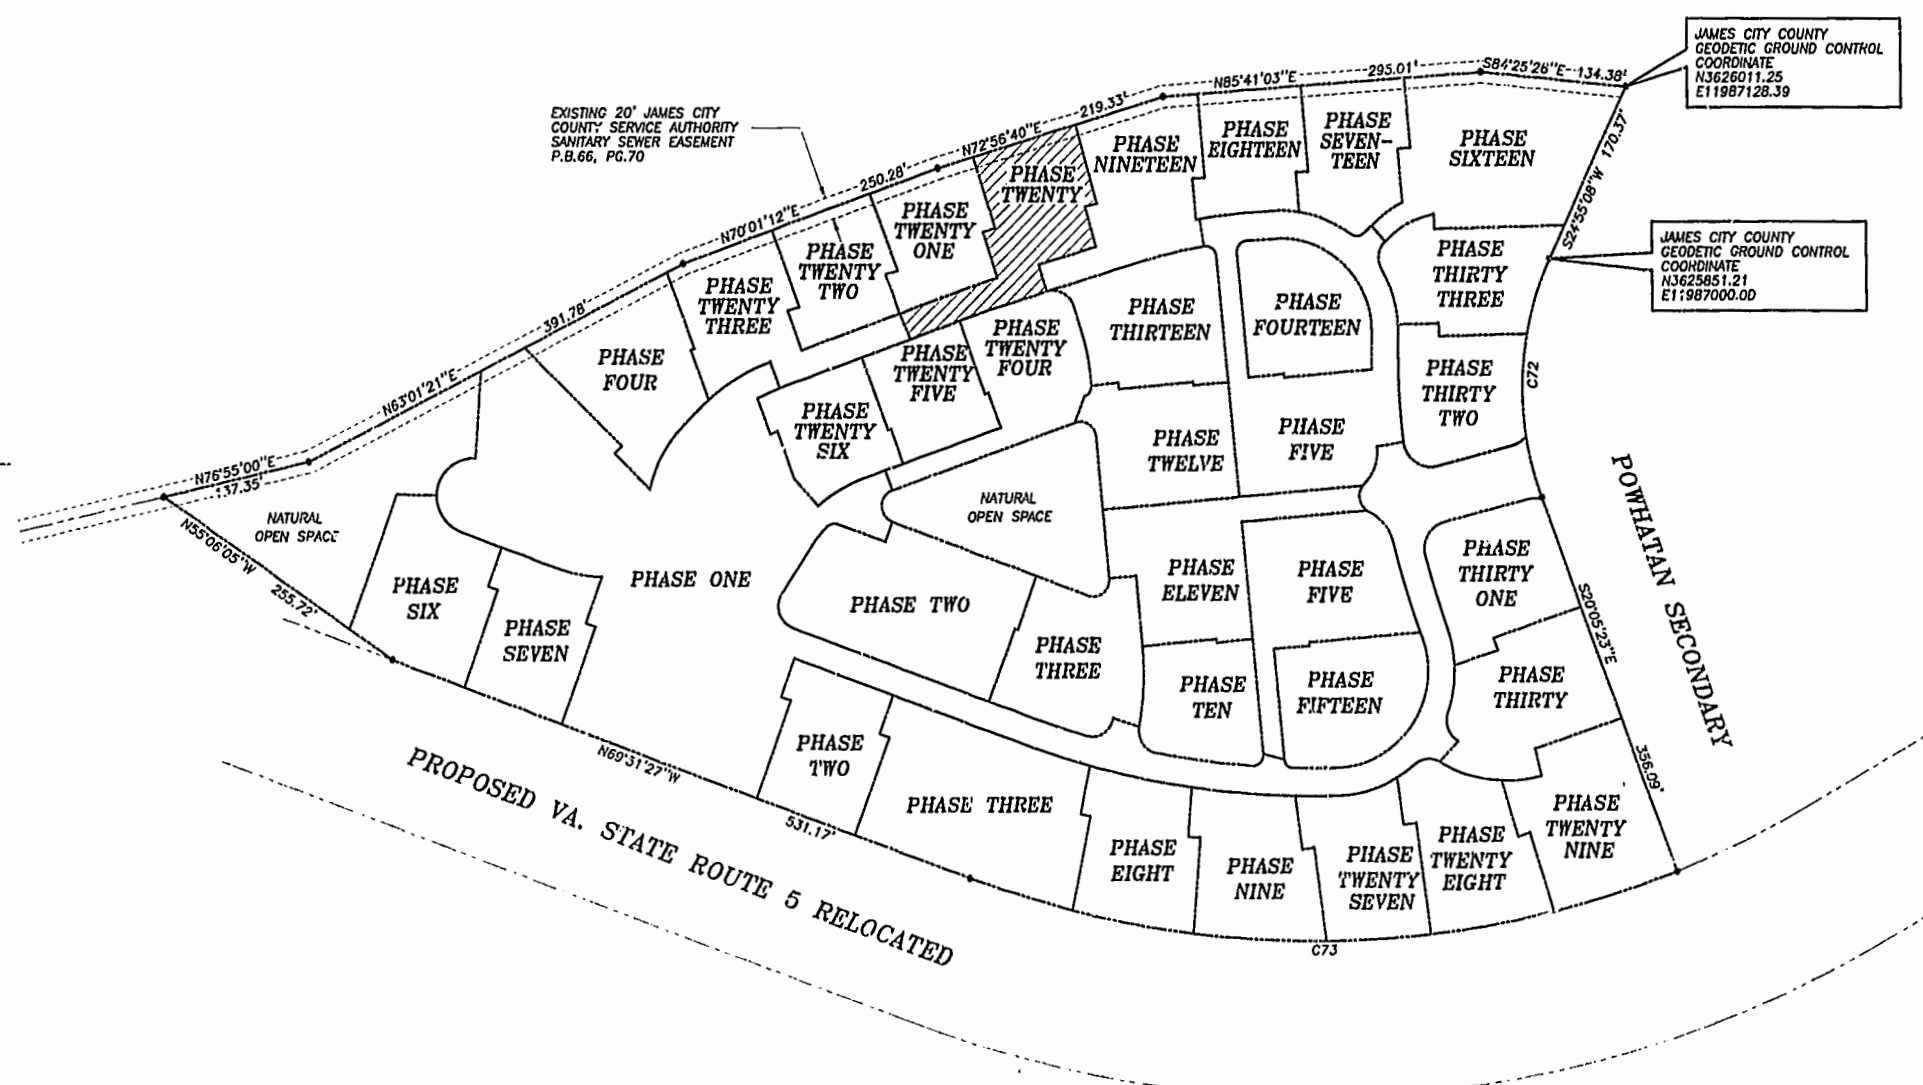 JAMES CITY COUNTY
GEODETIC GROUND CONTROL
COORDINATE
N3626011.25
E11987128.39
S84°25'26"E 134.38'
N85°41'03"E 295.01'
EXISTING 20' JAMES CITY
COUNTY SERVICE AUTHORITY
SANITARY SEWER EASEMENT
P.B.66, PG.70
N72°56'40"E 219.33'
N70°01'12"E 250.28'
N63°01'21"E 391.78'
N76°55'00"E
137.35'
S24°55'08"W 170.37'
JAMES CITY COUNTY
GEODETIC GROUND CONTROL
COORDINATE
N3625851.21
E11987000.00
PHASE
EIGHTEEN
PHASE
SEVEN-
TEEN
PHASE
SIXTEEN
PHASE
NINETEEN
PHASE
TWENTY
PHASE
TWENTY
ONE
PHASE
TWENTY
TWO
PHASE
TWENTY
THREE
PHASE
FOUR
PHASE
THIRTY
THREE
PHASE
THIRTEEN
PHASE
FOURTEEN
PHASE
TWENTY
FOUR
PHASE
TWENTY
FIVE
PHASE
TWENTY
SIX
PHASE
THIRTY
TWO
C72
PHASE
TWELVE
PHASE
FIVE
NATURAL
OPEN SPACE
NATURAL
OPEN SPACE
N55°06'05"W
255.72'
PHASE
SIX
PHASE
SEVEN
PHASE ONE
PHASE TWO
PHASE
THREE
PHASE
ELEVEN
PHASE
FIVE
PHASE
THIRTY
ONE
POWHATAN SECONDARY
S20°05'23"E
356.09'
PHASE
TEN
PHASE
FIFTEEN
PHASE
THIRTY
PHASE
TWO
PHASE THREE
PHASE
EIGHT
PHASE
NINE
PHASE
TWENTY
SEVEN
PHASE
TWENTY
EIGHT
PHASE
TWENTY
NINE
N69°31'27"W
531.17'
C73
PROPOSED VA. STATE ROUTE 5 RELOCATED